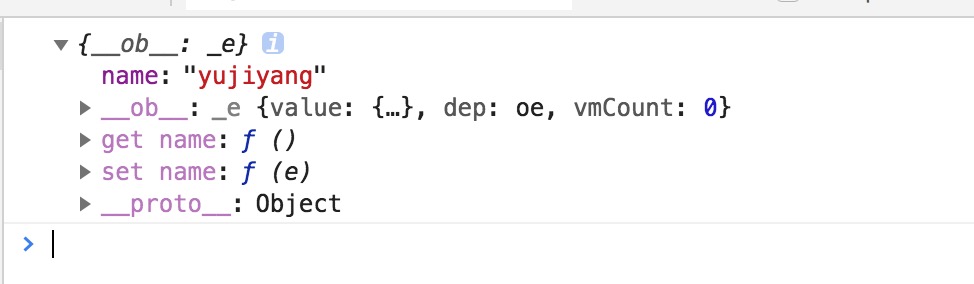 {__ob__: _e} i
name: "yujiyang"
__ob__: _e {value: {…}, dep: oe, vmCount: 0}
get name: ƒ ()
set name: ƒ (e)
__proto__: Object
>